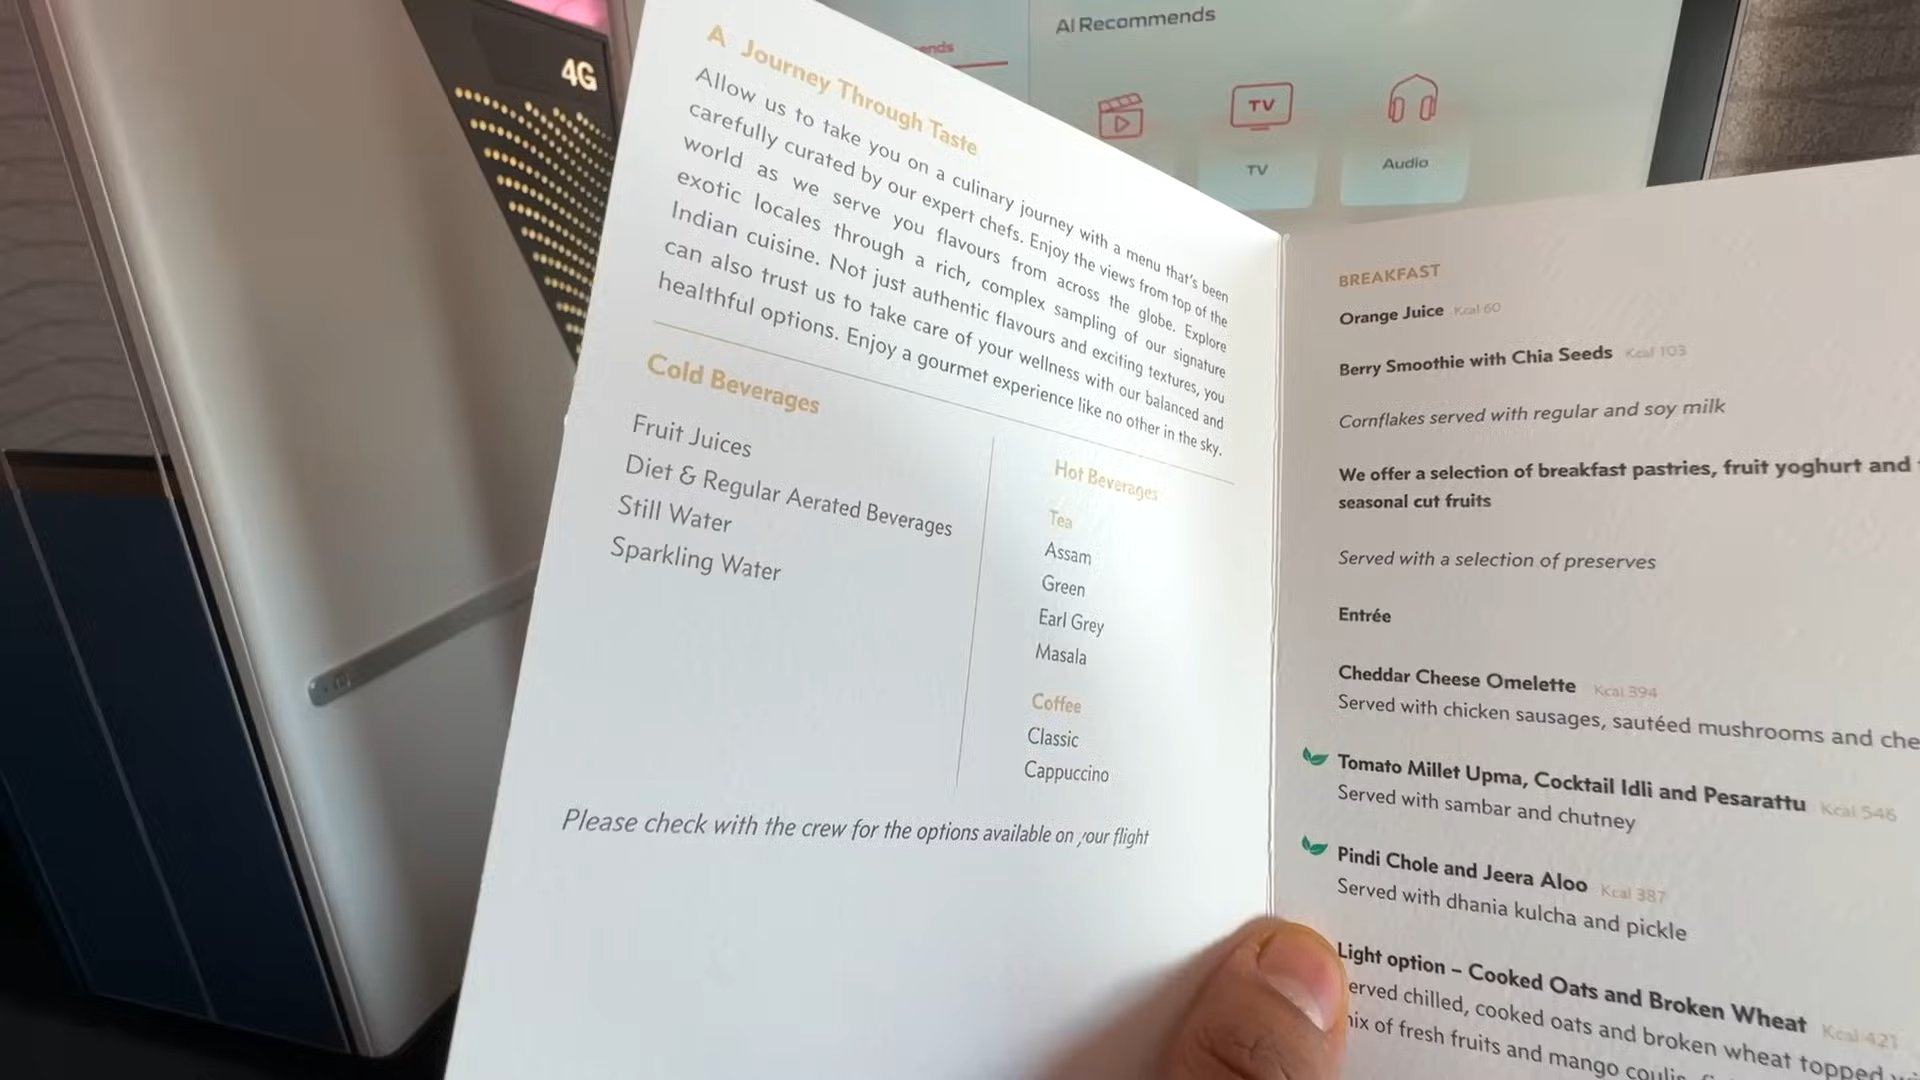 4G
ends
AI Recommends
TV
TV
Audio
A Journey Through Taste
Allow us to take you on a culinary journey with a menu that's been
carefully curated by our expert chefs. Enjoy the views from top of the
world as we serve you flavours from across the globe. Explore
exotic locales through a rich, complex sampling of our signature
Indian cuisine. Not just authentic flavours and exciting textures, you
can also trust us to take care of your wellness with our balanced and
healthful options. Enjoy a gourmet experience like no other in the sky.
Cold Beverages
Fruit Juices
Diet & Regular Aerated Beverages
Still Water
Sparkling Water
Hot Beverages
Tea
Assam
Green
Earl Grey
Masala
Coffee
Classic
Cappuccino
Please check with the crew for the options available on your flight
BREAKFAST
Orange Juice Kcal 60
Berry Smoothie with Chia Seeds Kcal 103
Cornflakes served with regular and soy milk
We offer a selection of breakfast pastries, fruit yoghurt and
seasonal cut fruits
Served with a selection of preserves
Entrée
Cheddar Cheese Omelette Kcal 394
Served with chicken sausages, sautéed mushrooms and che
Tomato Millet Upma, Cocktail Idli and Pesarattu Kcal 546
Served with sambar and chutney
Pindi Chole and Jeera Aloo Kcal 387
Served with dhania kulcha and pickle
Light option – Cooked Oats and Broken Wheat Kcal 421
erved chilled, cooked oats and broken wheat topped
mix of fresh fruits and mango coulis